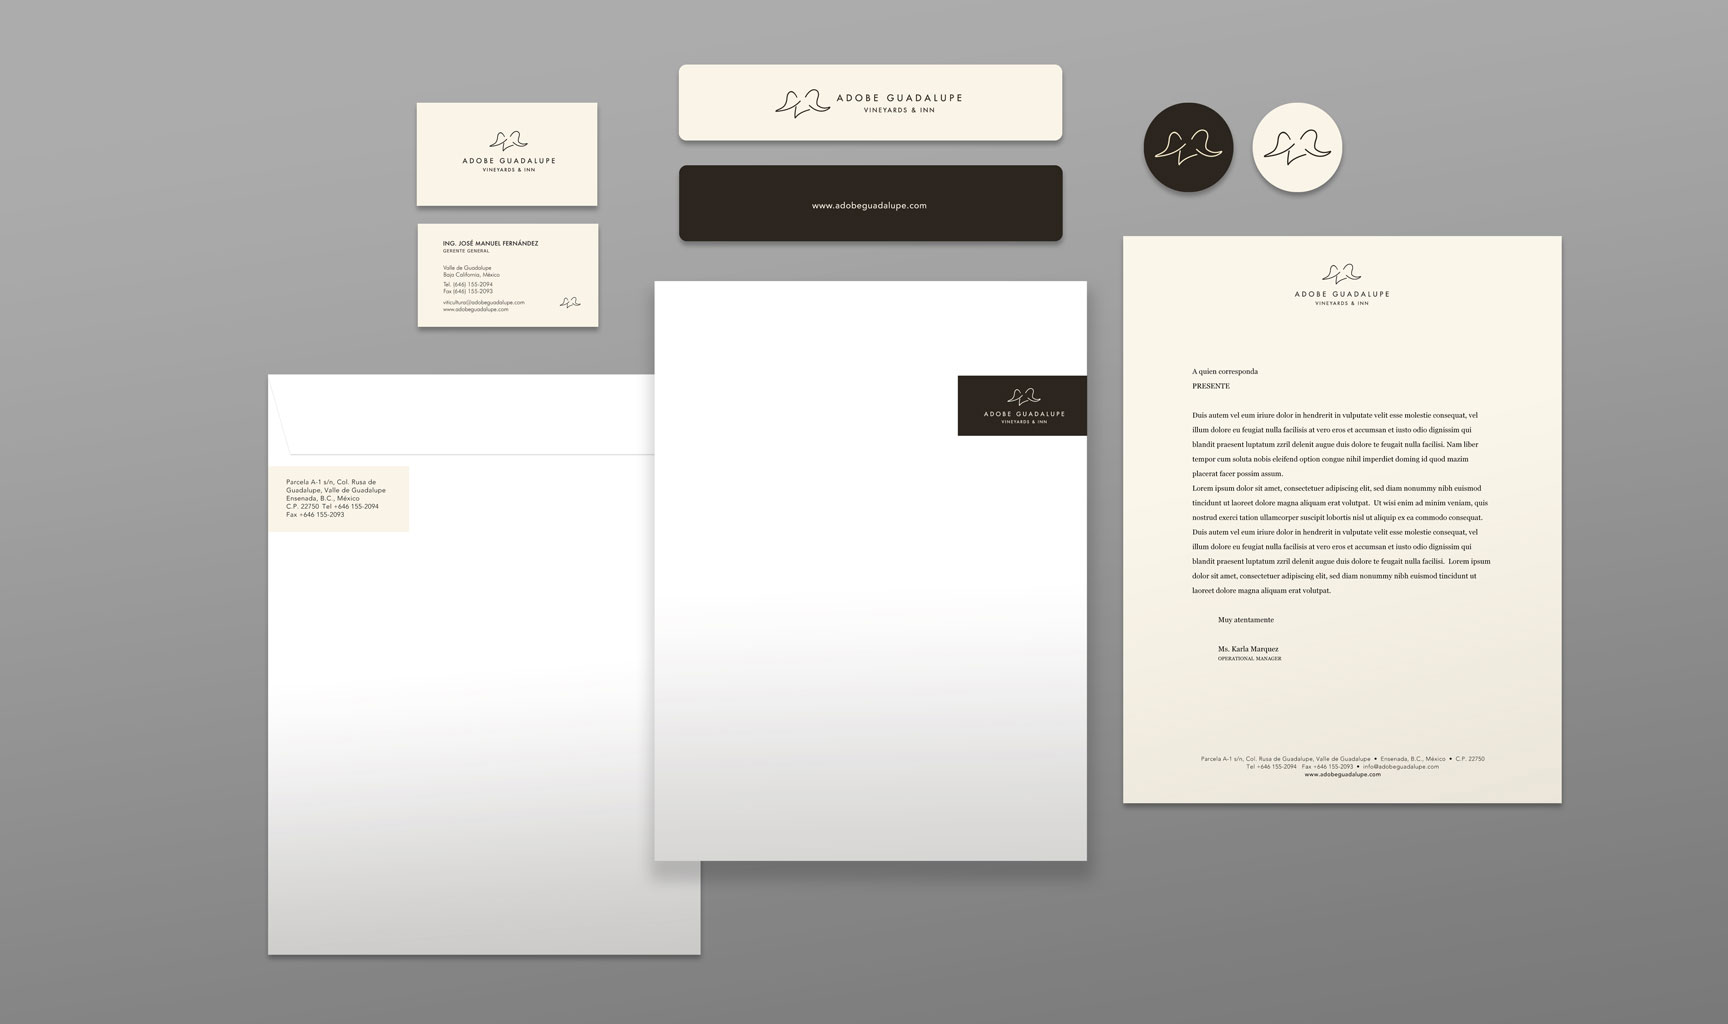 ADOBE GUADALUPE
VINEYARDS & INN
ING. JOSÉ MANUEL FERNÁNDEZ
GERENTE GENERAL
Valle de Guadalupe
Baja California, México
Tel. (646) 155-2094
Fax (646) 155-2093
viticultura@adobeguadalupe.com
www.adobeguadalupe.com
ADOBE GUADALUPE
VINEYARDS & INN
www.adobeguadalupe.com
Parcela A-1 s/n, Col. Rusa de
Guadalupe, Valle de Guadalupe
Ensenada, B.C., México
C.P. 22750 Tel +646 155-2094
Fax +646 155-2093
ADOBE GUADALUPE
VINEYARDS & INN
ADOBE GUADALUPE
VINEYARDS & INN
A quien corresponda
PRESENTE
Duis autem vel eum iriure dolor in hendrerit in vulputate velit esse molestie consequat, vel
illum dolore eu feugiat nulla facilisis at vero eros et accumsan et iusto odio dignissim qui
blandit praesent luptatum zzril delenit augue duis dolore te feugait nulla facilisi. Nam liber
tempor cum soluta nobis eleifend option congue nihil imperdiet doming id quod mazim
placerat facer possim assum.
Lorem ipsum dolor sit amet, consectetuer adipiscing elit, sed diam nonummy nibh euismod
tincidunt ut laoreet dolore magna aliquam erat volutpat. Ut wisi enim ad minim veniam, quis
nostrud exerci tation ullamcorper suscipit lobortis nisl ut aliquip ex ea commodo consequat.
Duis autem vel eum iriure dolor in hendrerit in vulputate velit esse molestie consequat, vel
illum dolore eu feugiat nulla facilisis at vero eros et accumsan et iusto odio dignissim qui
blandit praesent luptatum zzril delenit augue duis dolore te feugait nulla facilisi. Lorem ipsum
dolor sit amet, consectetuer adipiscing elit, sed diam nonummy nibh euismod tincidunt ut
laoreet dolore magna aliquam erat volutpat.
Muy atentamente
Ms. Karla Marquez
OPERATIONAL MANAGER
Parcela A-1 s/n, Col. Rusa de Guadalupe, Valle de Guadalupe • Ensenada, B.C., México • C.P. 22750
Tel +646 155-2094 Fax +646 155-2093 • info@adobeguadalupe.com
www.adobeguadalupe.com